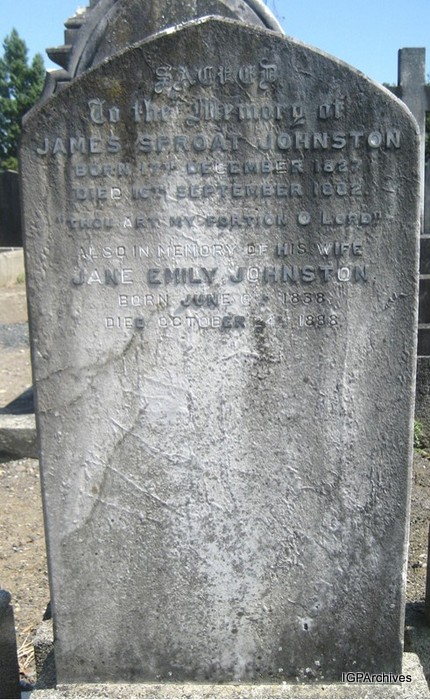 SACRED
To the Memory of
JAMES SPROAT JOHNSTON
BORN 17TH DECEMBER 1827
DIED 16TH SEPTEMBER 1882
"THOU ART MY PORTION O LORD"
ALSO IN MEMORY OF HIS WIFE
JANE EMILY JOHNSTON
BORN JUNE 1838
DIED OCTOBER 1888
IGPArchives